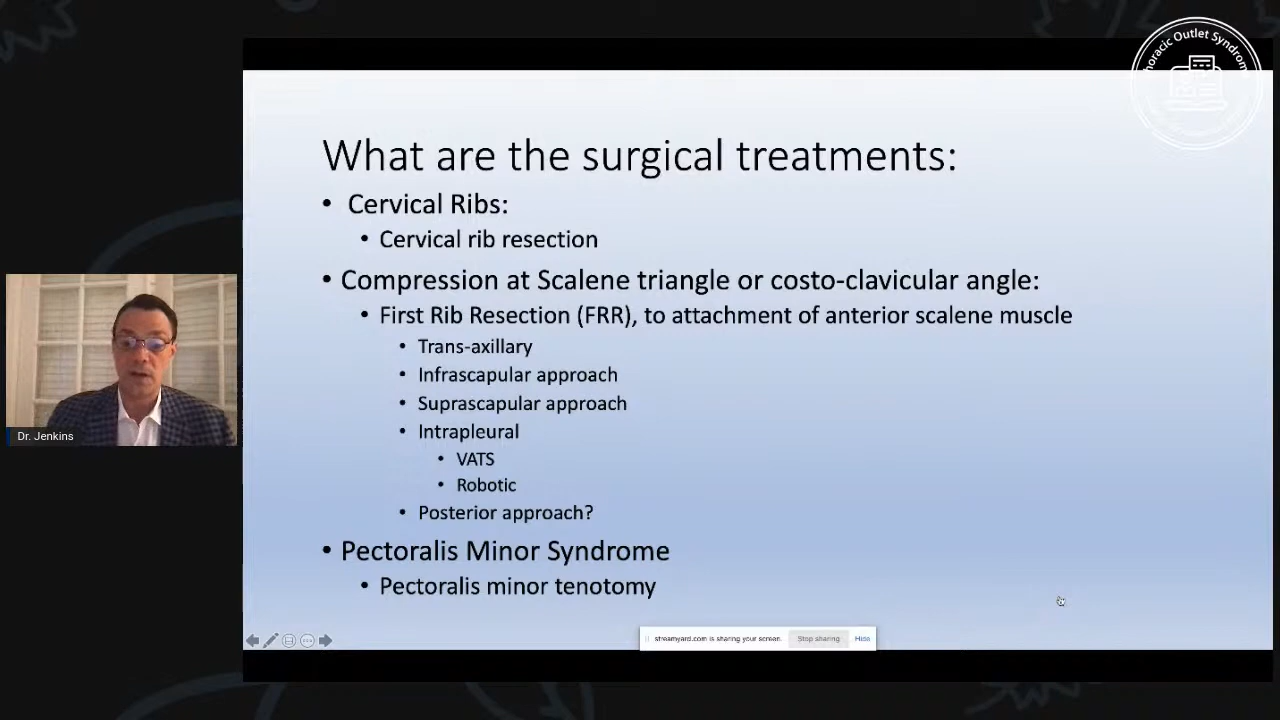 Thoracic Outlet Syndrome
What are the surgical treatments:
• Cervical Ribs:
• Cervical rib resection
• Compression at Scalene triangle or costo-clavicular angle:
• First Rib Resection (FRR), to attachment of anterior scalene muscle
• Trans-axillary
• Infrascapular approach
• Suprascapular approach
• Intrapleural
• VATS
• Robotic
• Posterior approach?
• Pectoralis Minor Syndrome
• Pectoralis minor tenotomy
Dr. Jenkins
streamyard.com is sharing your screen.
Stop sharing
Hide